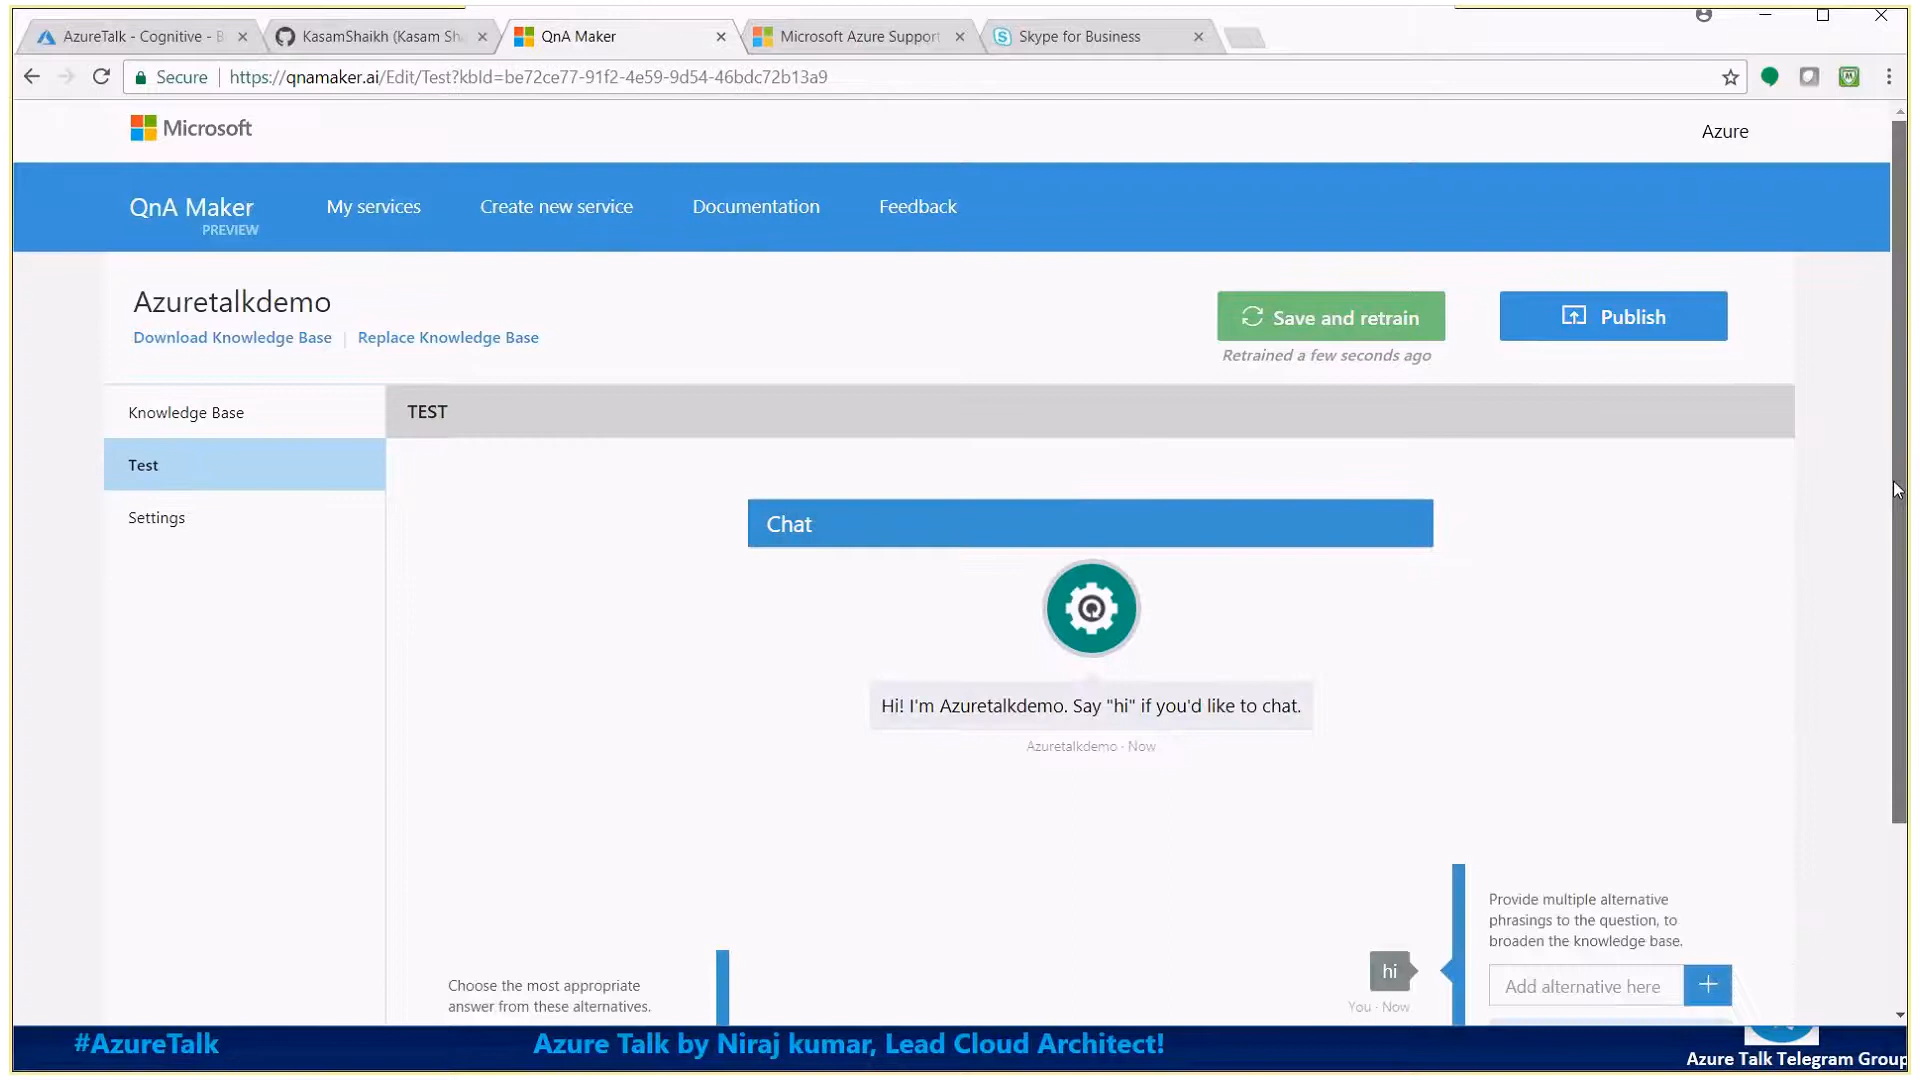 AzureTalk - Cognitive - B
KasamShaikh (Kasam Sh
QnA Maker
Microsoft Azure Support
Skype for Business
Secure
https://qnamaker.ai/Edit/Test?kbId=be72ce77-91f2-4e59-9d54-46bdc72b13a9
Microsoft
Azure
QnA Maker
PREVIEW
My services
Create new service
Documentation
Feedback
Azuretalkdemo
Download Knowledge Base
Replace Knowledge Base
Save and retrain
Retrained a few seconds ago
Publish
Knowledge Base
Test
Settings
TEST
Chat
Hi! I'm Azuretalkdemo. Say "hi" if you'd like to chat.
Azuretalkdemo · Now
Provide multiple alternative
phrasings to the question, to
broaden the knowledge base.
hi
You · Now
Add alternative here
Choose the most appropriate
answer from these alternatives.
#AzureTalk
Azure Talk by Niraj kumar, Lead Cloud Architect!
Azure Talk Telegram Group